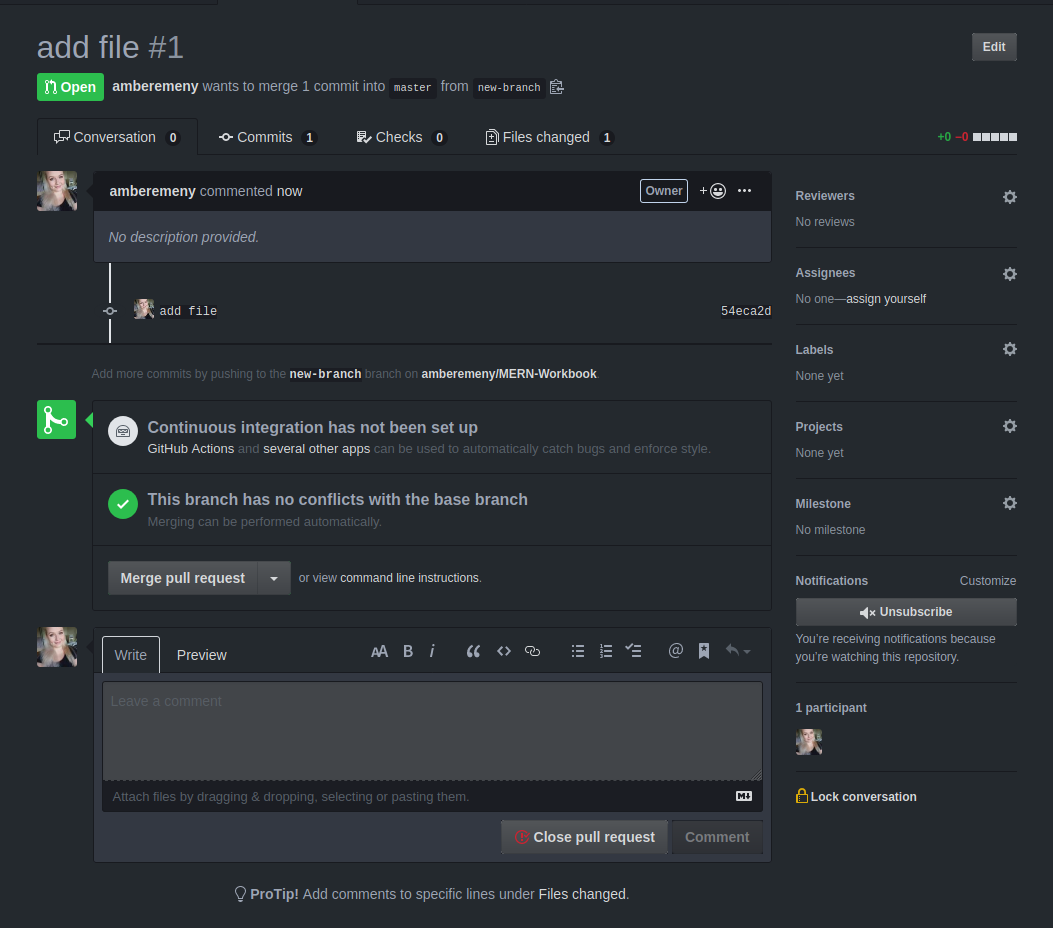 add file #1
Edit
Open amberemeny wants to merge 1 commit into master from new-branch
Conversation 0 Commits 1 Checks 0 Files changed 1 +0 −0
amberemeny commented now Owner +
No description provided.
add file 54eca2d
Add more commits by pushing to the new-branch branch on amberemeny/MERN-Workbook.
Continuous integration has not been set up
GitHub Actions and several other apps can be used to automatically catch bugs and enforce style.
This branch has no conflicts with the base branch
Merging can be performed automatically.
Merge pull request or view command line instructions.
Write Preview AA B i “ <> @
Leave a comment
Attach files by dragging & dropping, selecting or pasting them. M
Close pull request Comment
ProTip! Add comments to specific lines under Files changed.
Reviewers
No reviews
Assignees
No one—assign yourself
Labels
None yet
Projects
None yet
Milestone
No milestone
Notifications Customize
Unsubscribe
You’re receiving notifications because
you’re watching this repository.
1 participant
Lock conversation